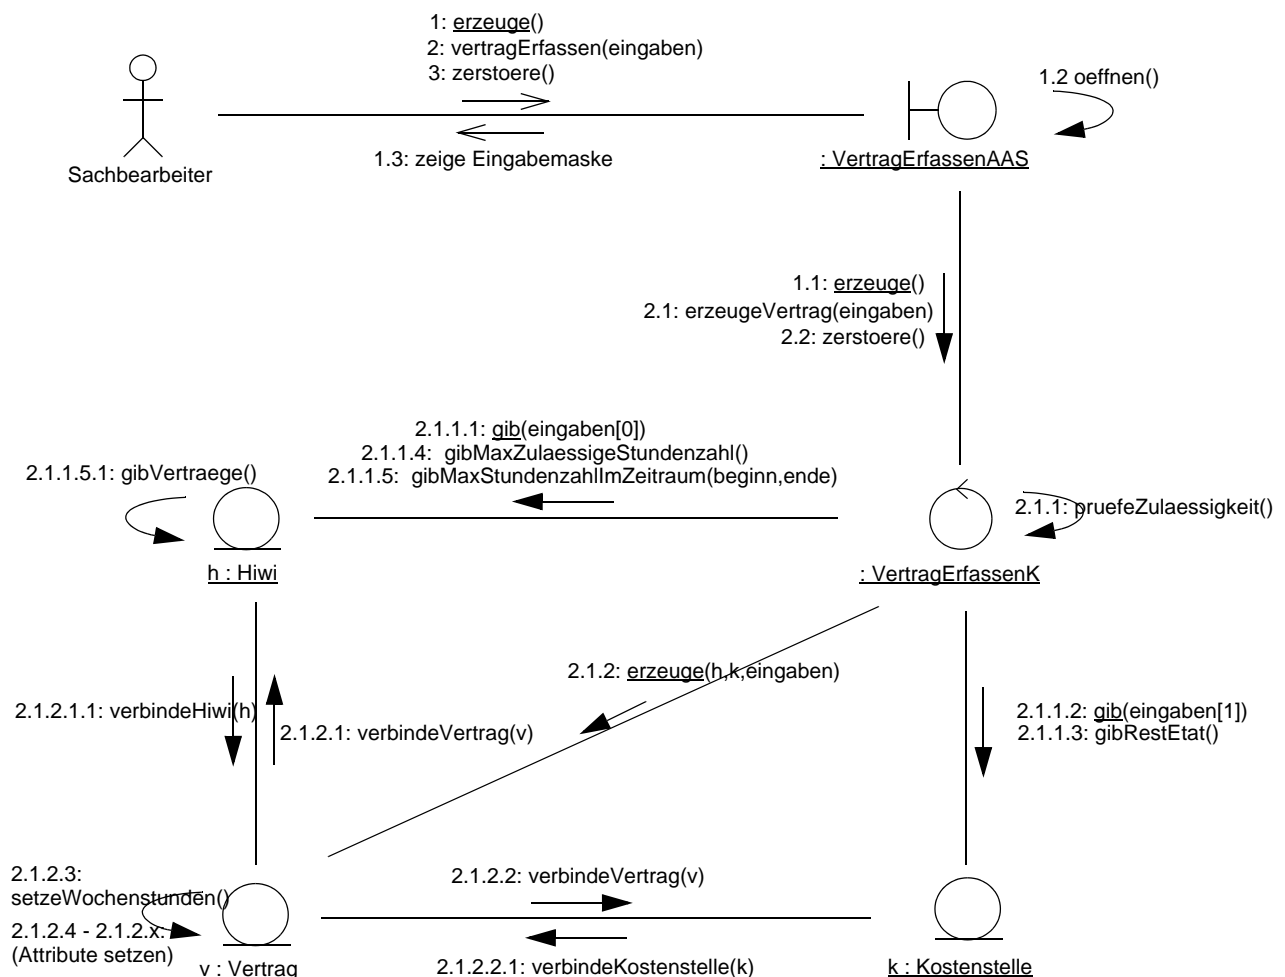 1: erzeuge()
2: vertragErfassen(eingaben)
3: zerstoere()
1.2 oeffnen()
1.3: zeige Eingabemaske
Sachbearbeiter
: VertragErfassenAAS
1.1: erzeuge()
2.1: erzeugeVertrag(eingaben)
2.2: zerstoere()
2.1.1.1: gib(eingaben[0])
2.1.1.4: gibMaxZulaessigeStundenzahl()
2.1.1.5: gibMaxStundenzahlImZeitraum(beginn,ende)
2.1.1.5.1: gibVertraege()
2.1.1: pruefeZulaessigkeit()
h : Hiwi
: VertragErfassenK
2.1.2: erzeuge(h,k,eingaben)
2.1.2.1.1: verbindeHiwi(h)
2.1.2.1: verbindeVertrag(v)
2.1.1.2: gib(eingaben[1])
2.1.1.3: gibRestEtat()
2.1.2.3:
setzeWochenstunden()
2.1.2.4 - 2.1.2.x:
(Attribute setzen)
2.1.2.2: verbindeVertrag(v)
v : Vertrag
2.1.2.2.1: verbindeKostenstelle(k)
k : Kostenstelle